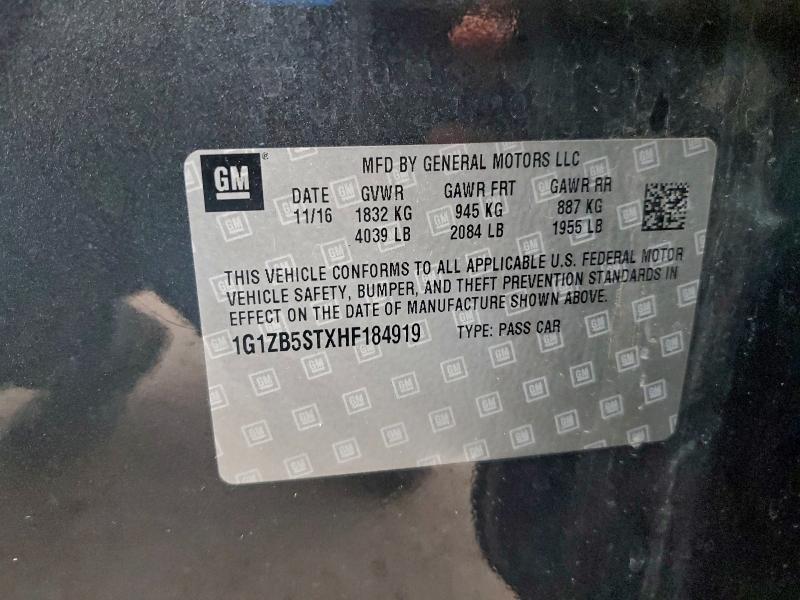 GM® MFD BY GENERAL MOTORS LLC
DATE GVWR GAWR FRT GAWR RR
11/16 1832 KG 945 KG 887 KG
4039 LB 2084 LB 1955 LB
THIS VEHICLE CONFORMS TO ALL APPLICABLE U.S. FEDERAL MOTOR
VEHICLE SAFETY, BUMPER, AND THEFT PREVENTION STANDARDS IN
EFFECT ON THE DATE OF MANUFACTURE SHOWN ABOVE.
1G1ZB5STXHF184919 TYPE: PASS CAR